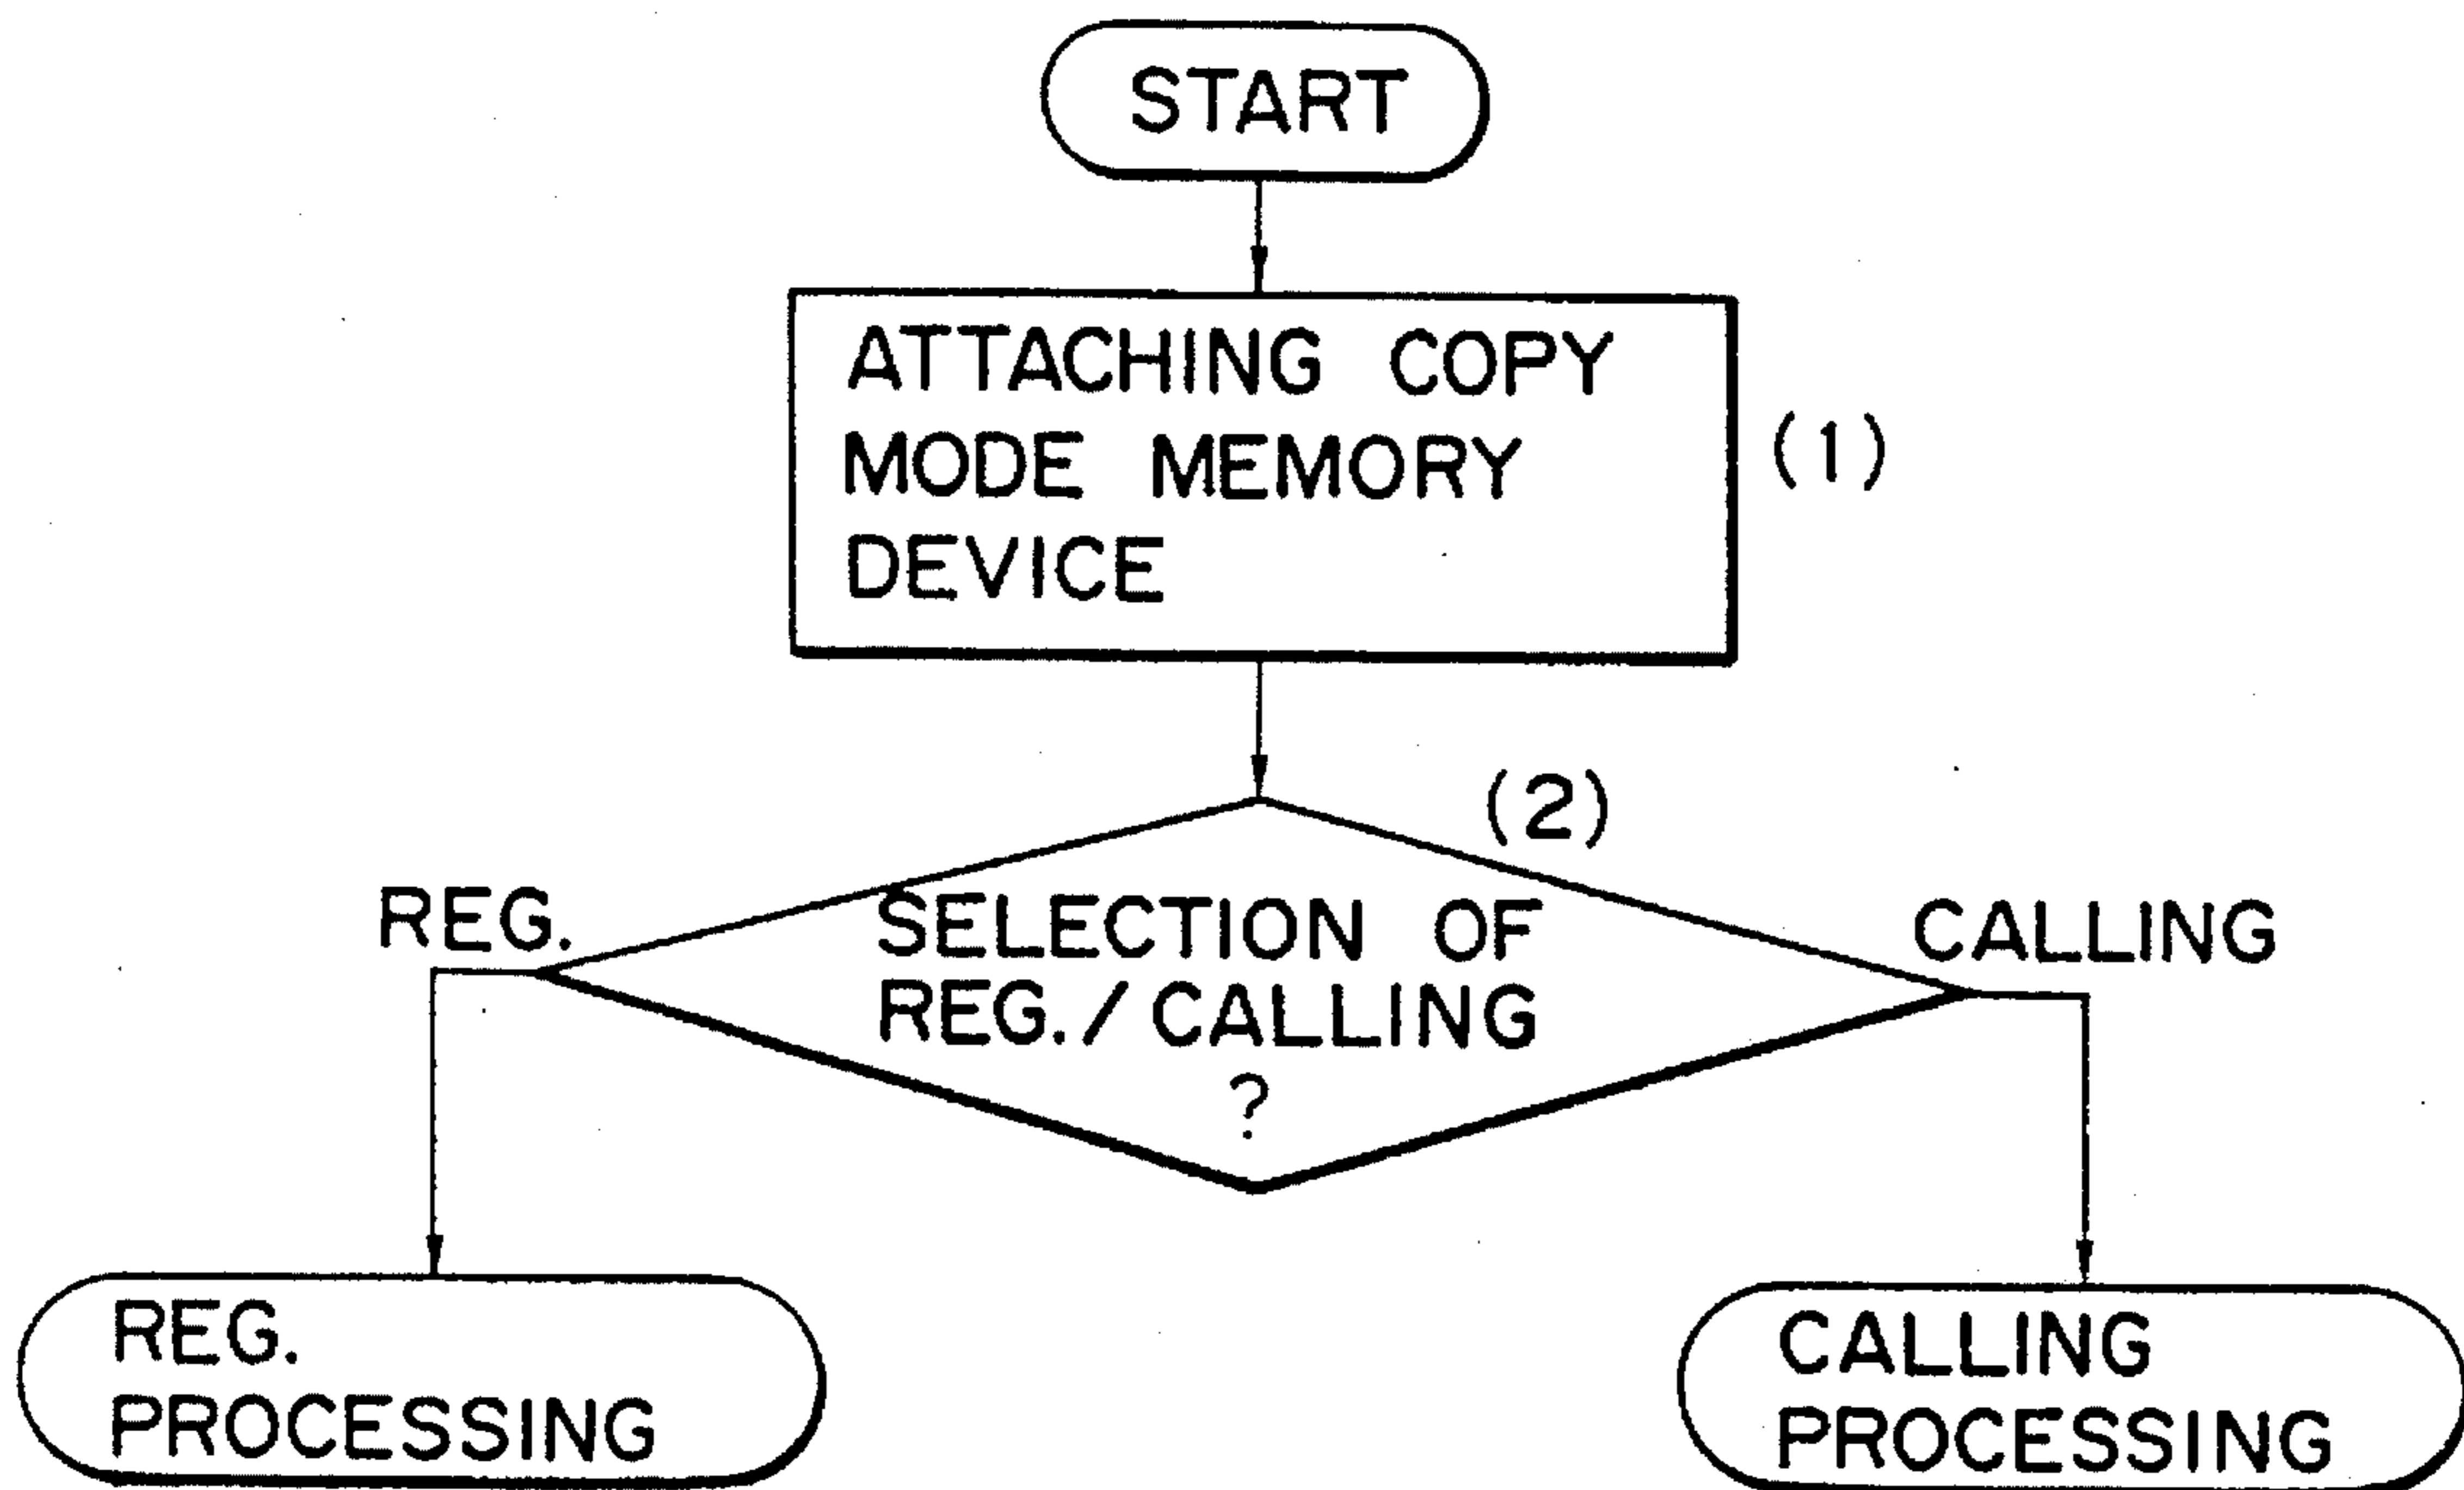 START
ATTACHING COPY
MODE MEMORY
DEVICE
(1)
(2)
REG.
SELECTION OF
REG./CALLING
?
CALLING
REG.
PROCESSING
CALLING
PROCESSING